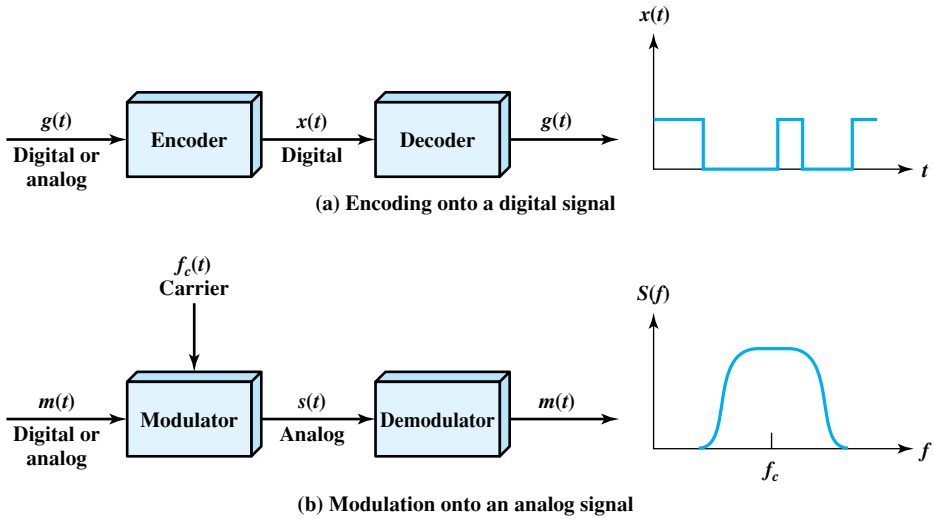 x(t)
g(t)
Digital or
analog
Encoder
x(t)
Digital
Decoder
g(t)
t
(a) Encoding onto a digital signal
f_c(t)
Carrier
S(f)
m(t)
Digital or
analog
Modulator
s(t)
Analog
Demodulator
m(t)
f
f_c
(b) Modulation onto an analog signal